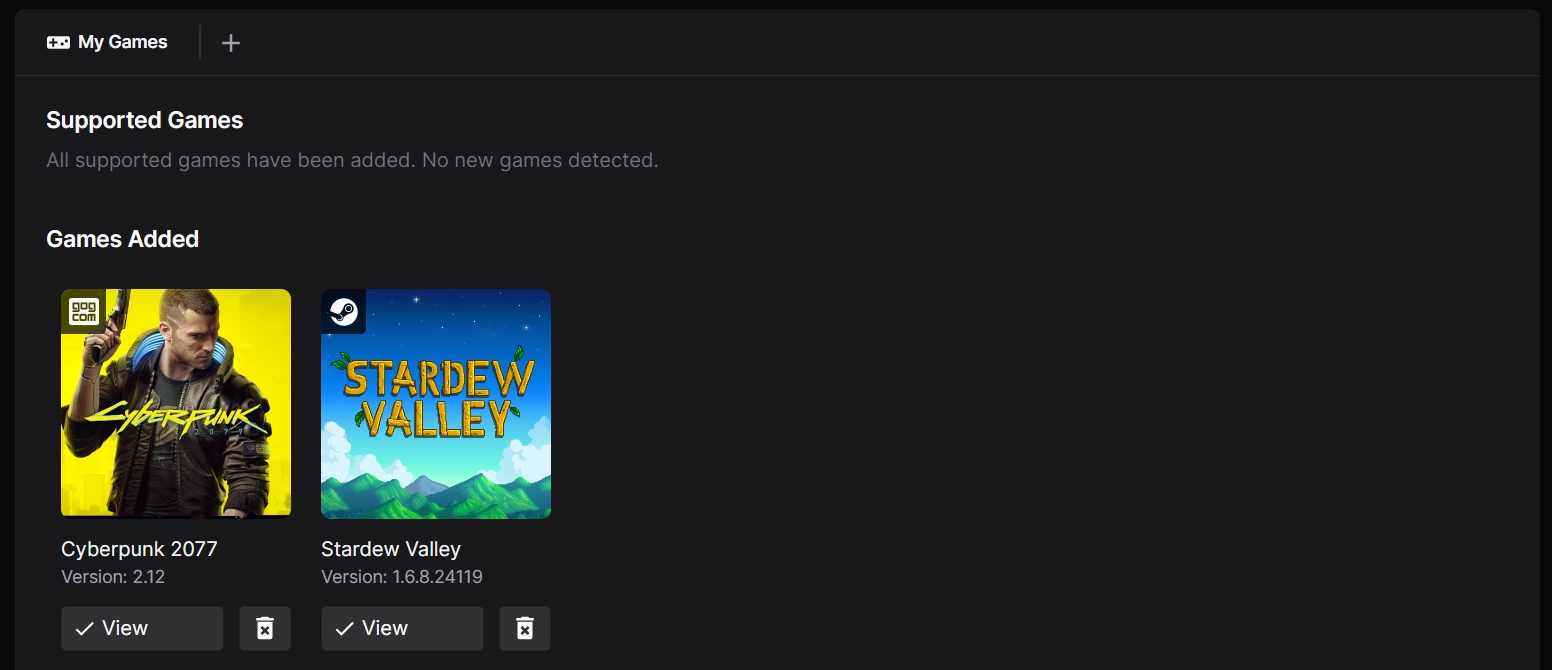 My Games
Supported Games
All supported games have been added. No new games detected.
Games Added
gog
com
CYBERPUNK
2077
STARDEW
VALLEY
Cyberpunk 2077
Version: 2.12
View
Stardew Valley
Version: 1.6.8.24119
View